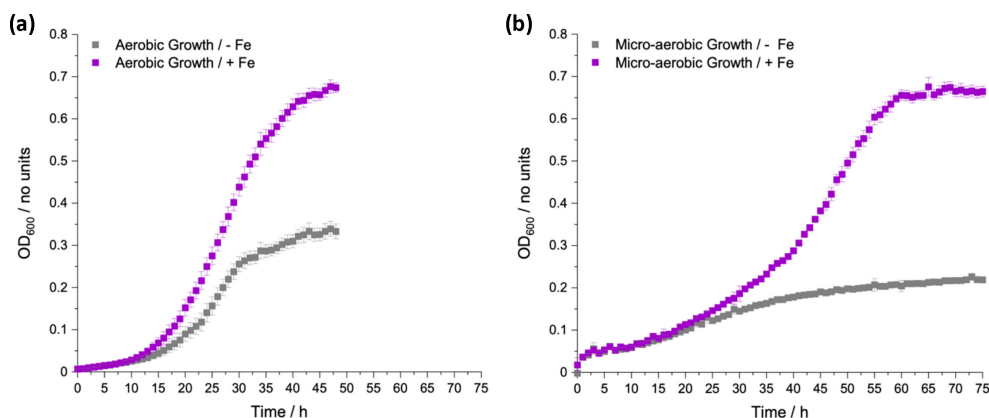 (a)
Aerobic Growth / - Fe
Aerobic Growth / + Fe
OD₆₀₀ / no units
0.8
0.7
0.6
0.5
0.4
0.3
0.2
0.1
0
0 5 10 15 20 25 30 35 40 45 50 55 60 65 70 75
Time / h
(b)
Micro-aerobic Growth / - Fe
Micro-aerobic Growth / + Fe
OD₆₀₀ / no units
0.8
0.7
0.6
0.5
0.4
0.3
0.2
0.1
0
0 5 10 15 20 25 30 35 40 45 50 55 60 65 70 75
Time / h